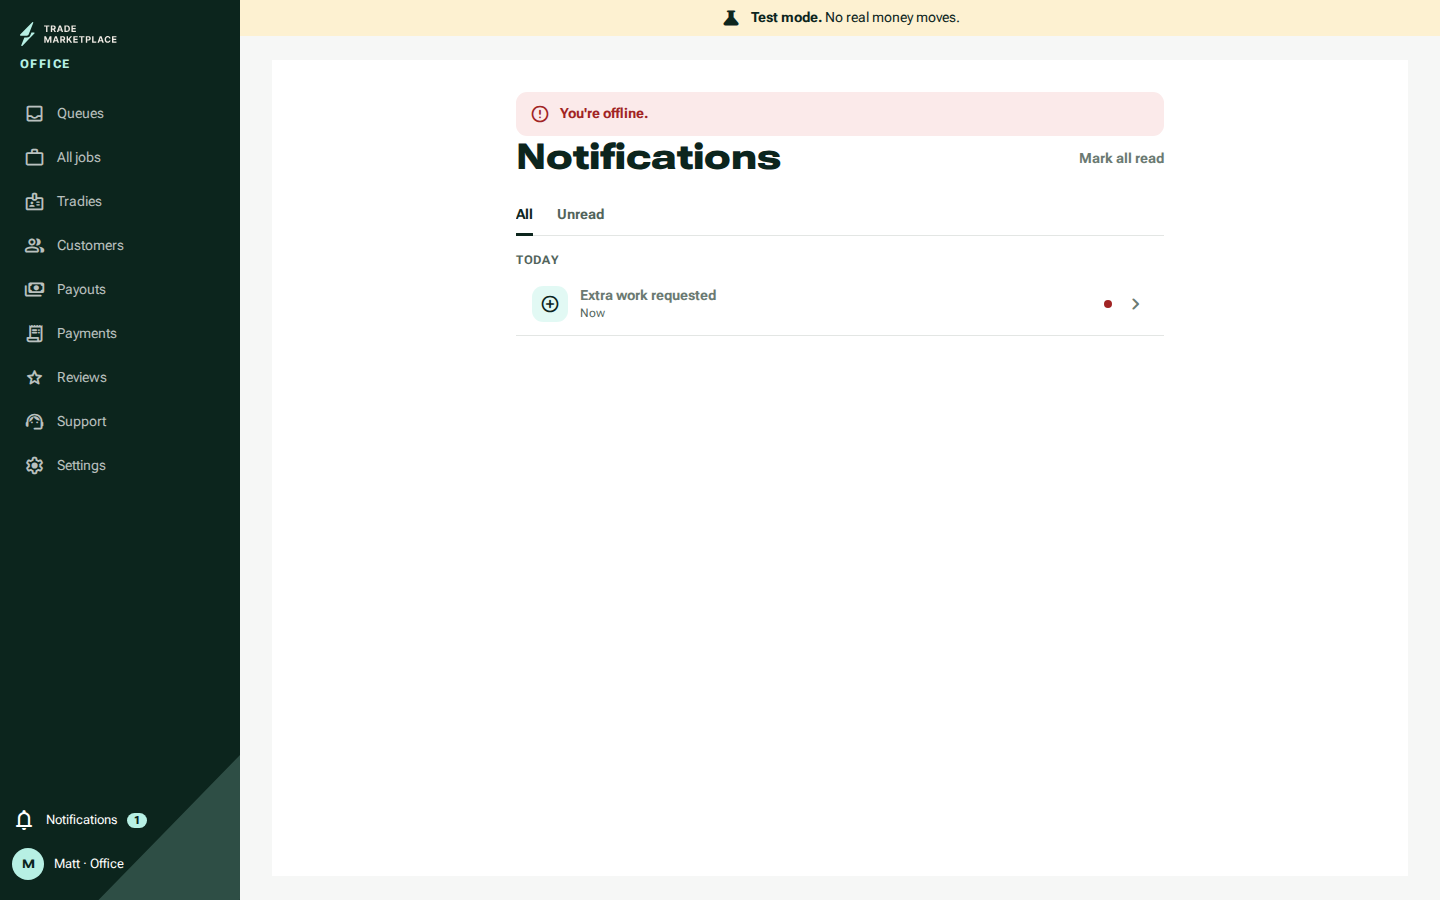 TRADE
MARKETPLACE
OFFICE
Queues
All jobs
Tradies
Customers
Payouts
Payments
Reviews
Support
Settings
Notifications 1
M Matt · Office
Test mode. No real money moves.
You're offline.
Notifications
Mark all read
All Unread
TODAY
Extra work requested
Now